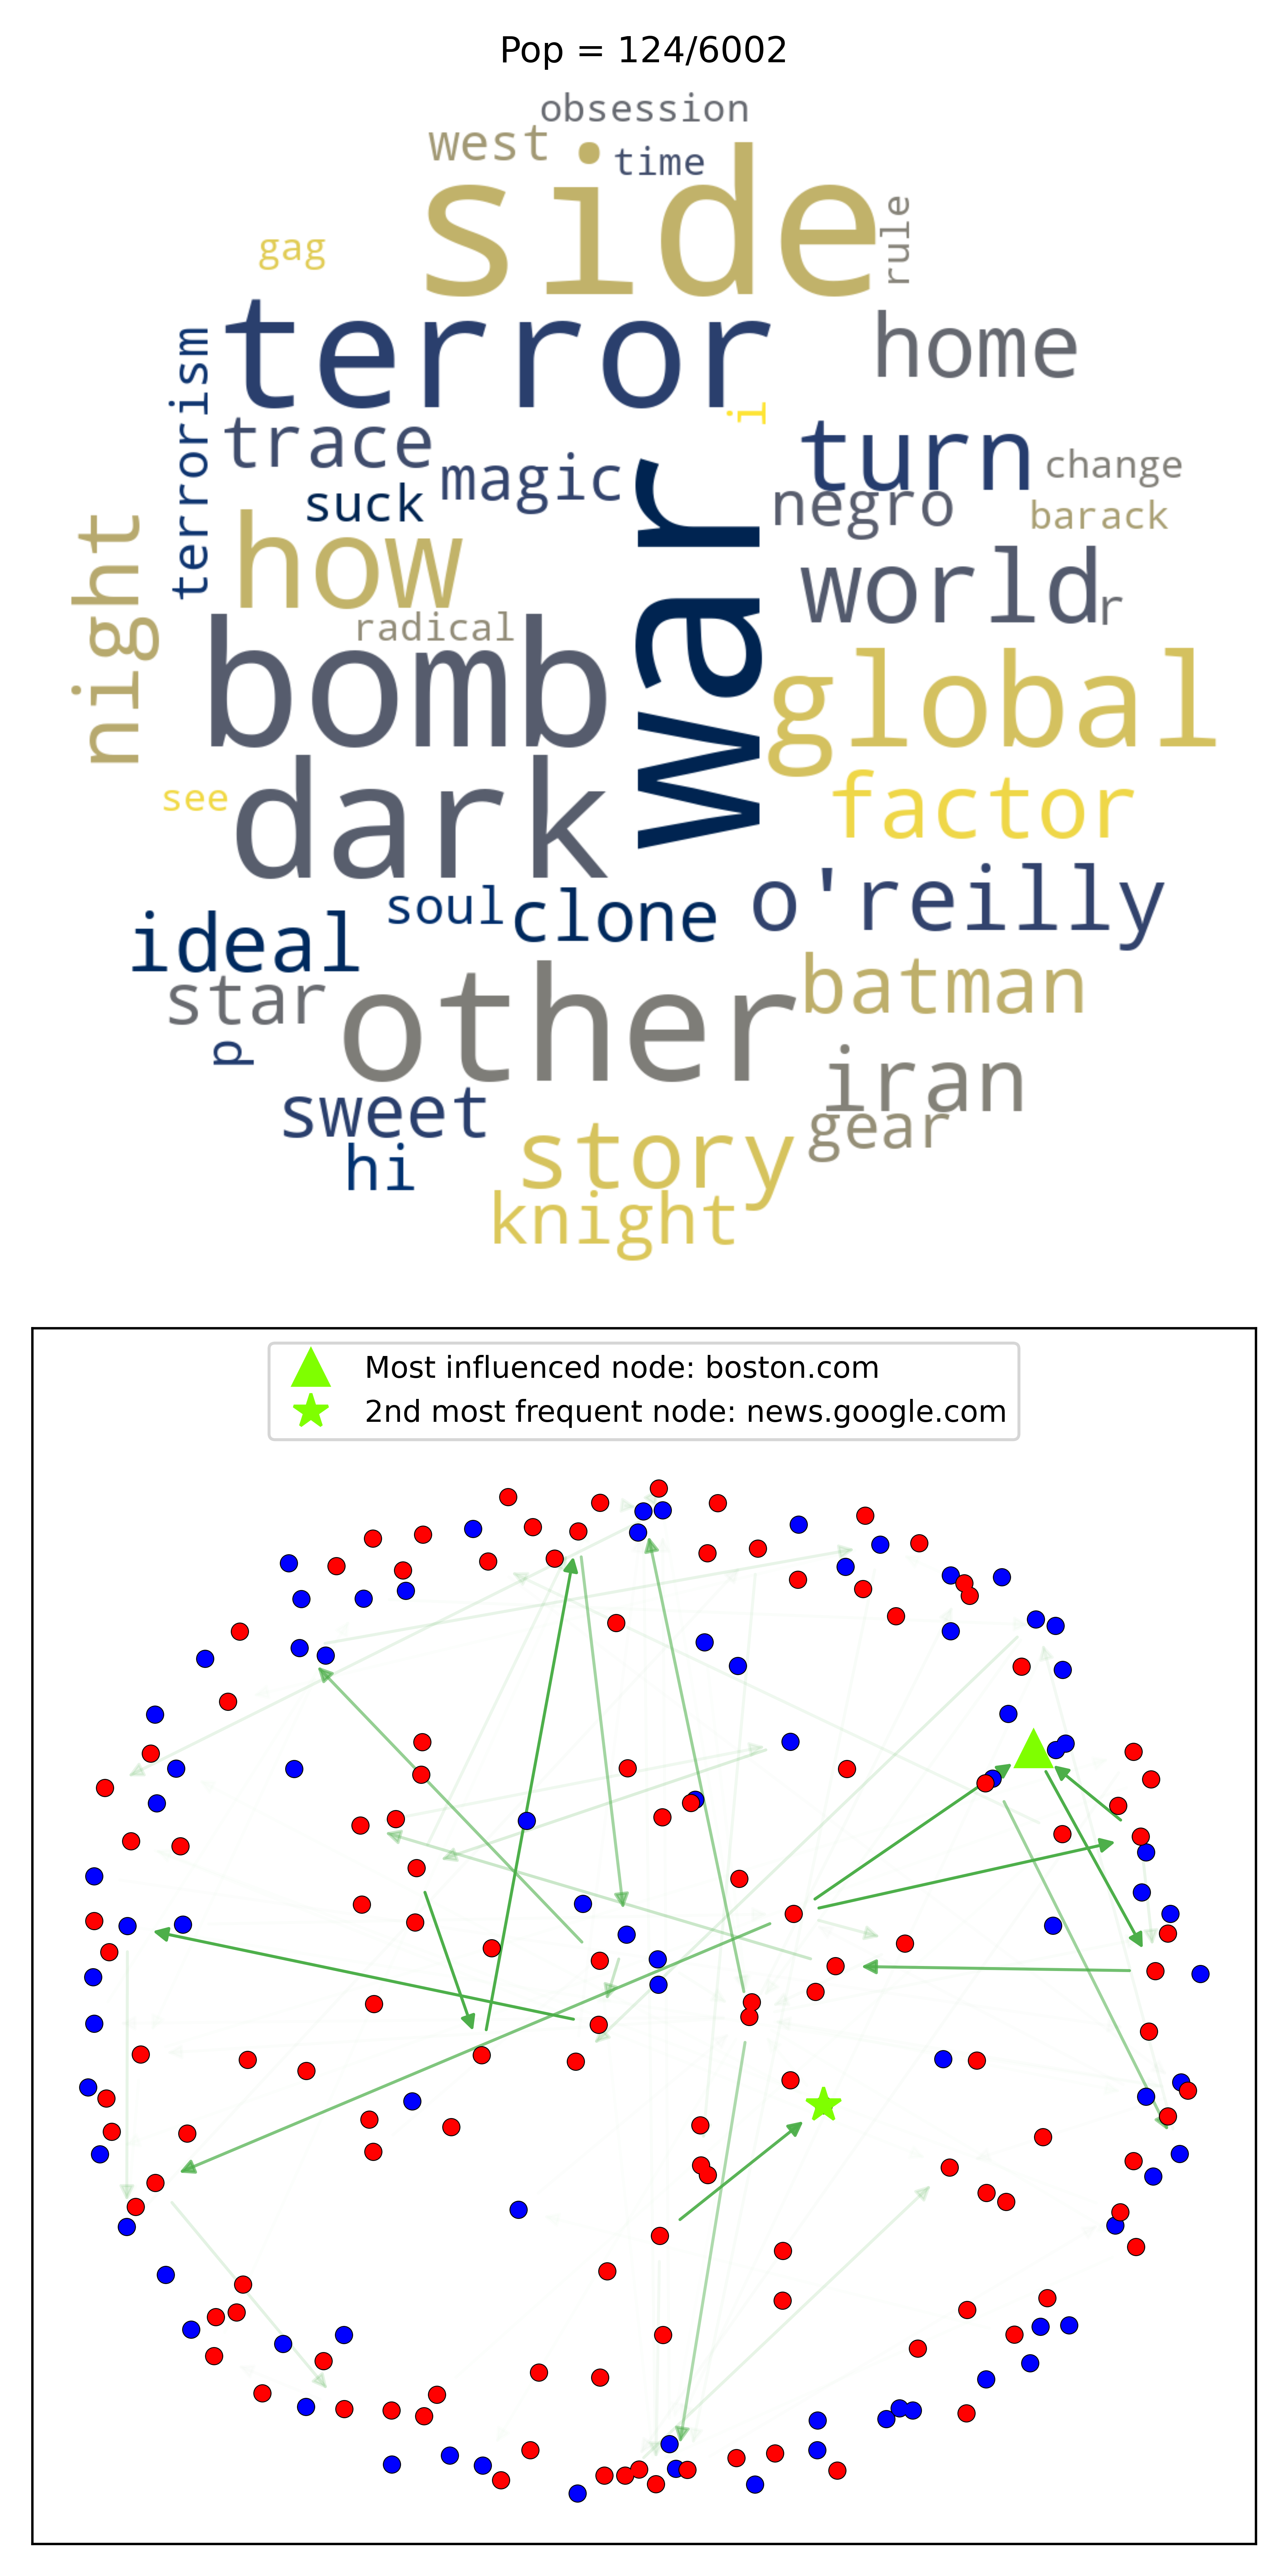 Pop = 124/6002
obsession
west
time
side
rule
gag
terror
home
terrorism
i
trace
turn
change
magic
suck
negro
barack
night
how
war
world
r
radical
bomb
global
see
dark
factor
soul
clone
o'reilly
ideal
star
other
batman
p
iran
sweet
gear
hi
story
knight
Most influenced node: boston.com
2nd most frequent node: news.google.com